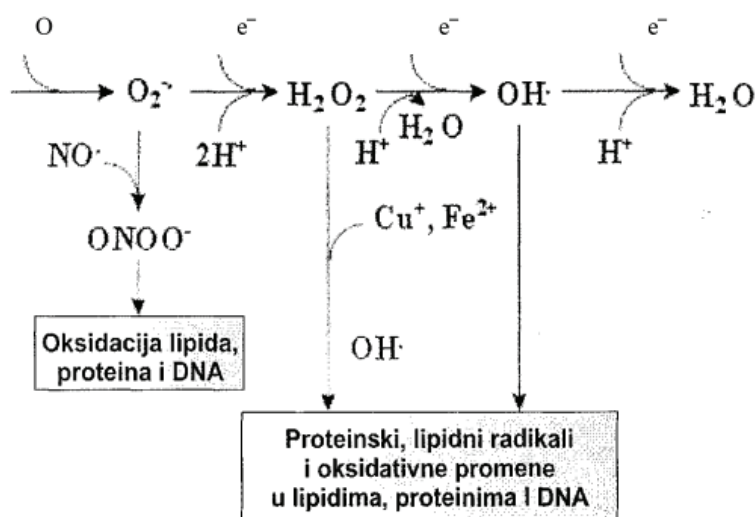 O e⁻ e⁻ e⁻
O₂⁻· H₂O₂ OH· H₂O
NO· 2H⁺ H⁺ H₂O H⁺
Cu⁺, Fe²⁺
ONOO⁻
Oksidacija lipida,
proteina i DNA
OH·
Proteinski, lipidni radikali
i oksidativne promene
u lipidima, proteinima I DNA